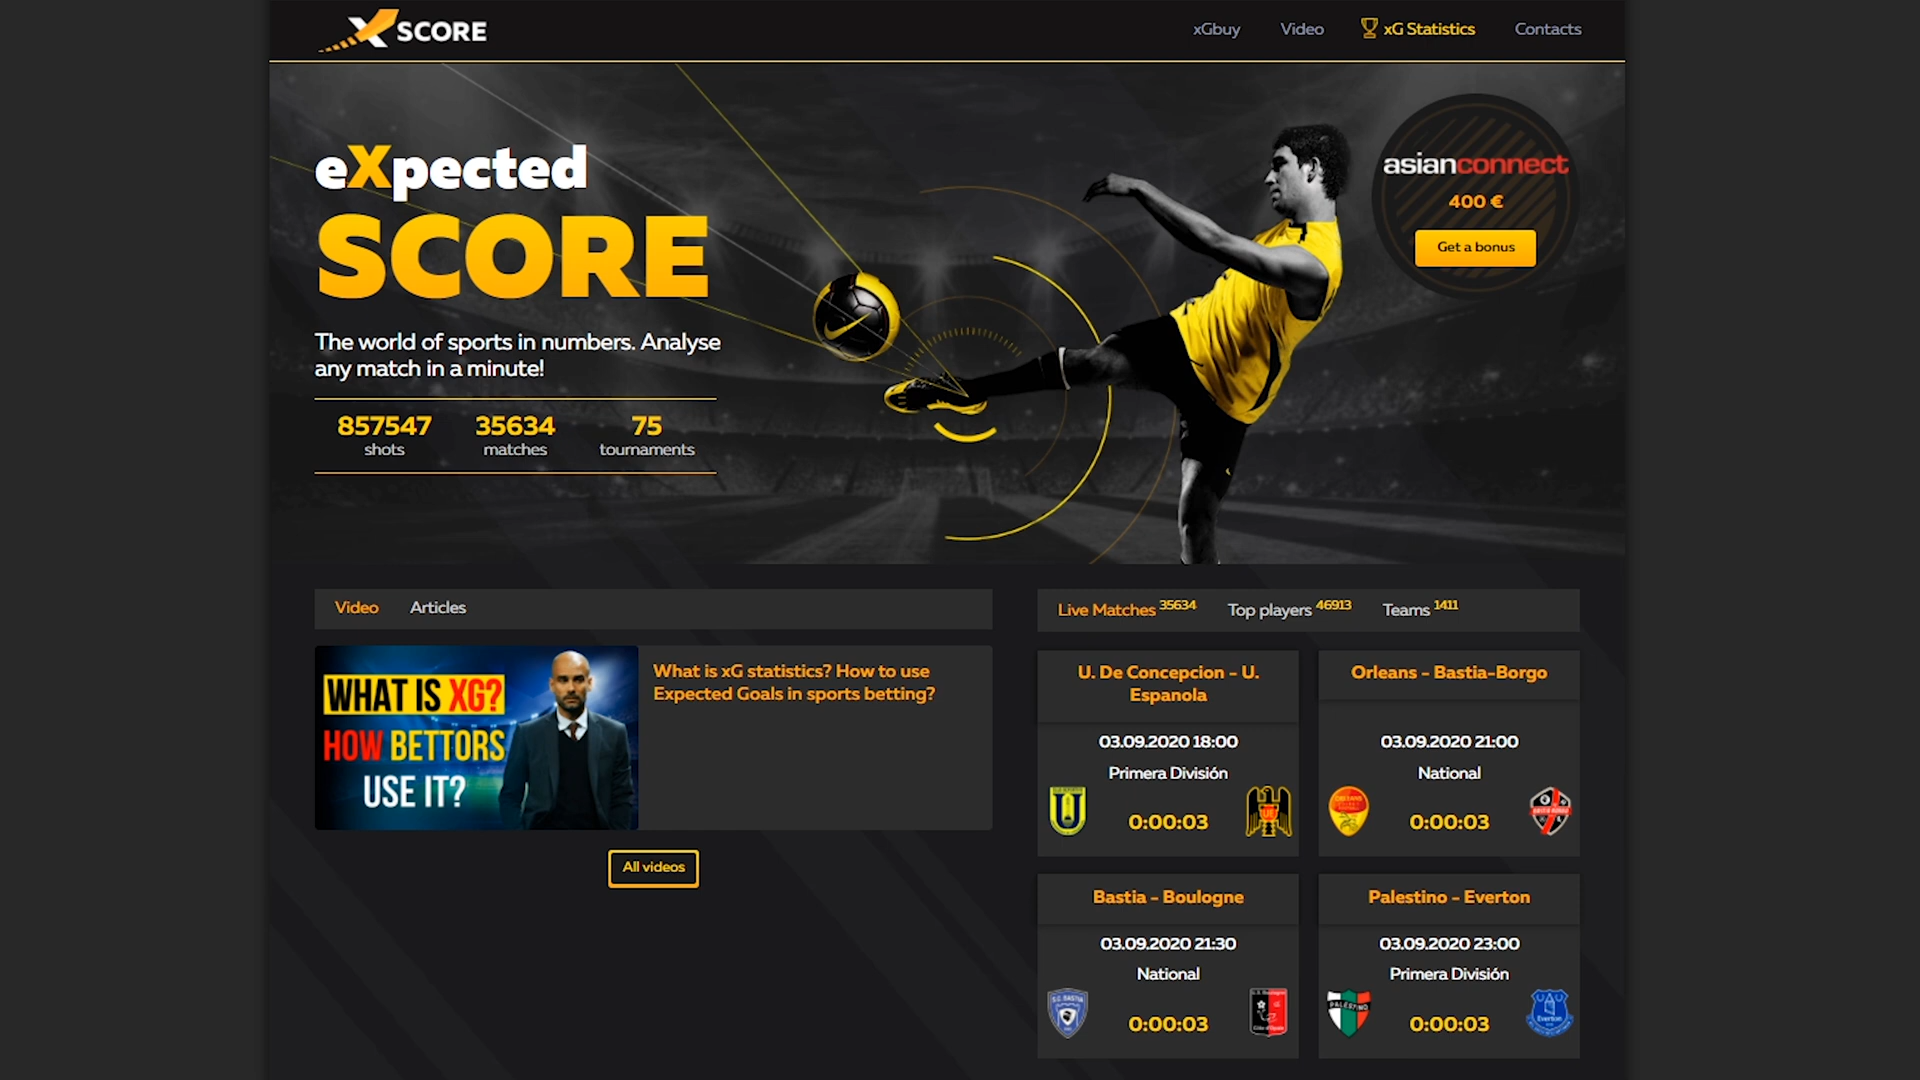 XSCORE
xGbuy
Video
xG Statistics
Contacts
eXpected
SCORE
The world of sports in numbers. Analyse
any match in a minute!
857547
shots
35634
matches
75
tournaments
asianconnect
400 €
Get a bonus
Video
Articles
WHAT IS XG?
HOW BETTORS
USE IT?
What is xG statistics? How to use
Expected Goals in sports betting?
All videos
Live Matches 35634
Top players 46913
Teams 1411
U. De Concepcion - U.
Espanola
03.09.2020 18:00
Primera División
0:00:03
Orleans - Bastia-Borgo
03.09.2020 21:00
National
ORLEANS
0:00:03
Bastia - Boulogne
03.09.2020 21:30
National
S.C. BASTIA
0:00:03
Palestino - Everton
03.09.2020 23:00
Primera División
PALESTINO
0:00:03
Everton